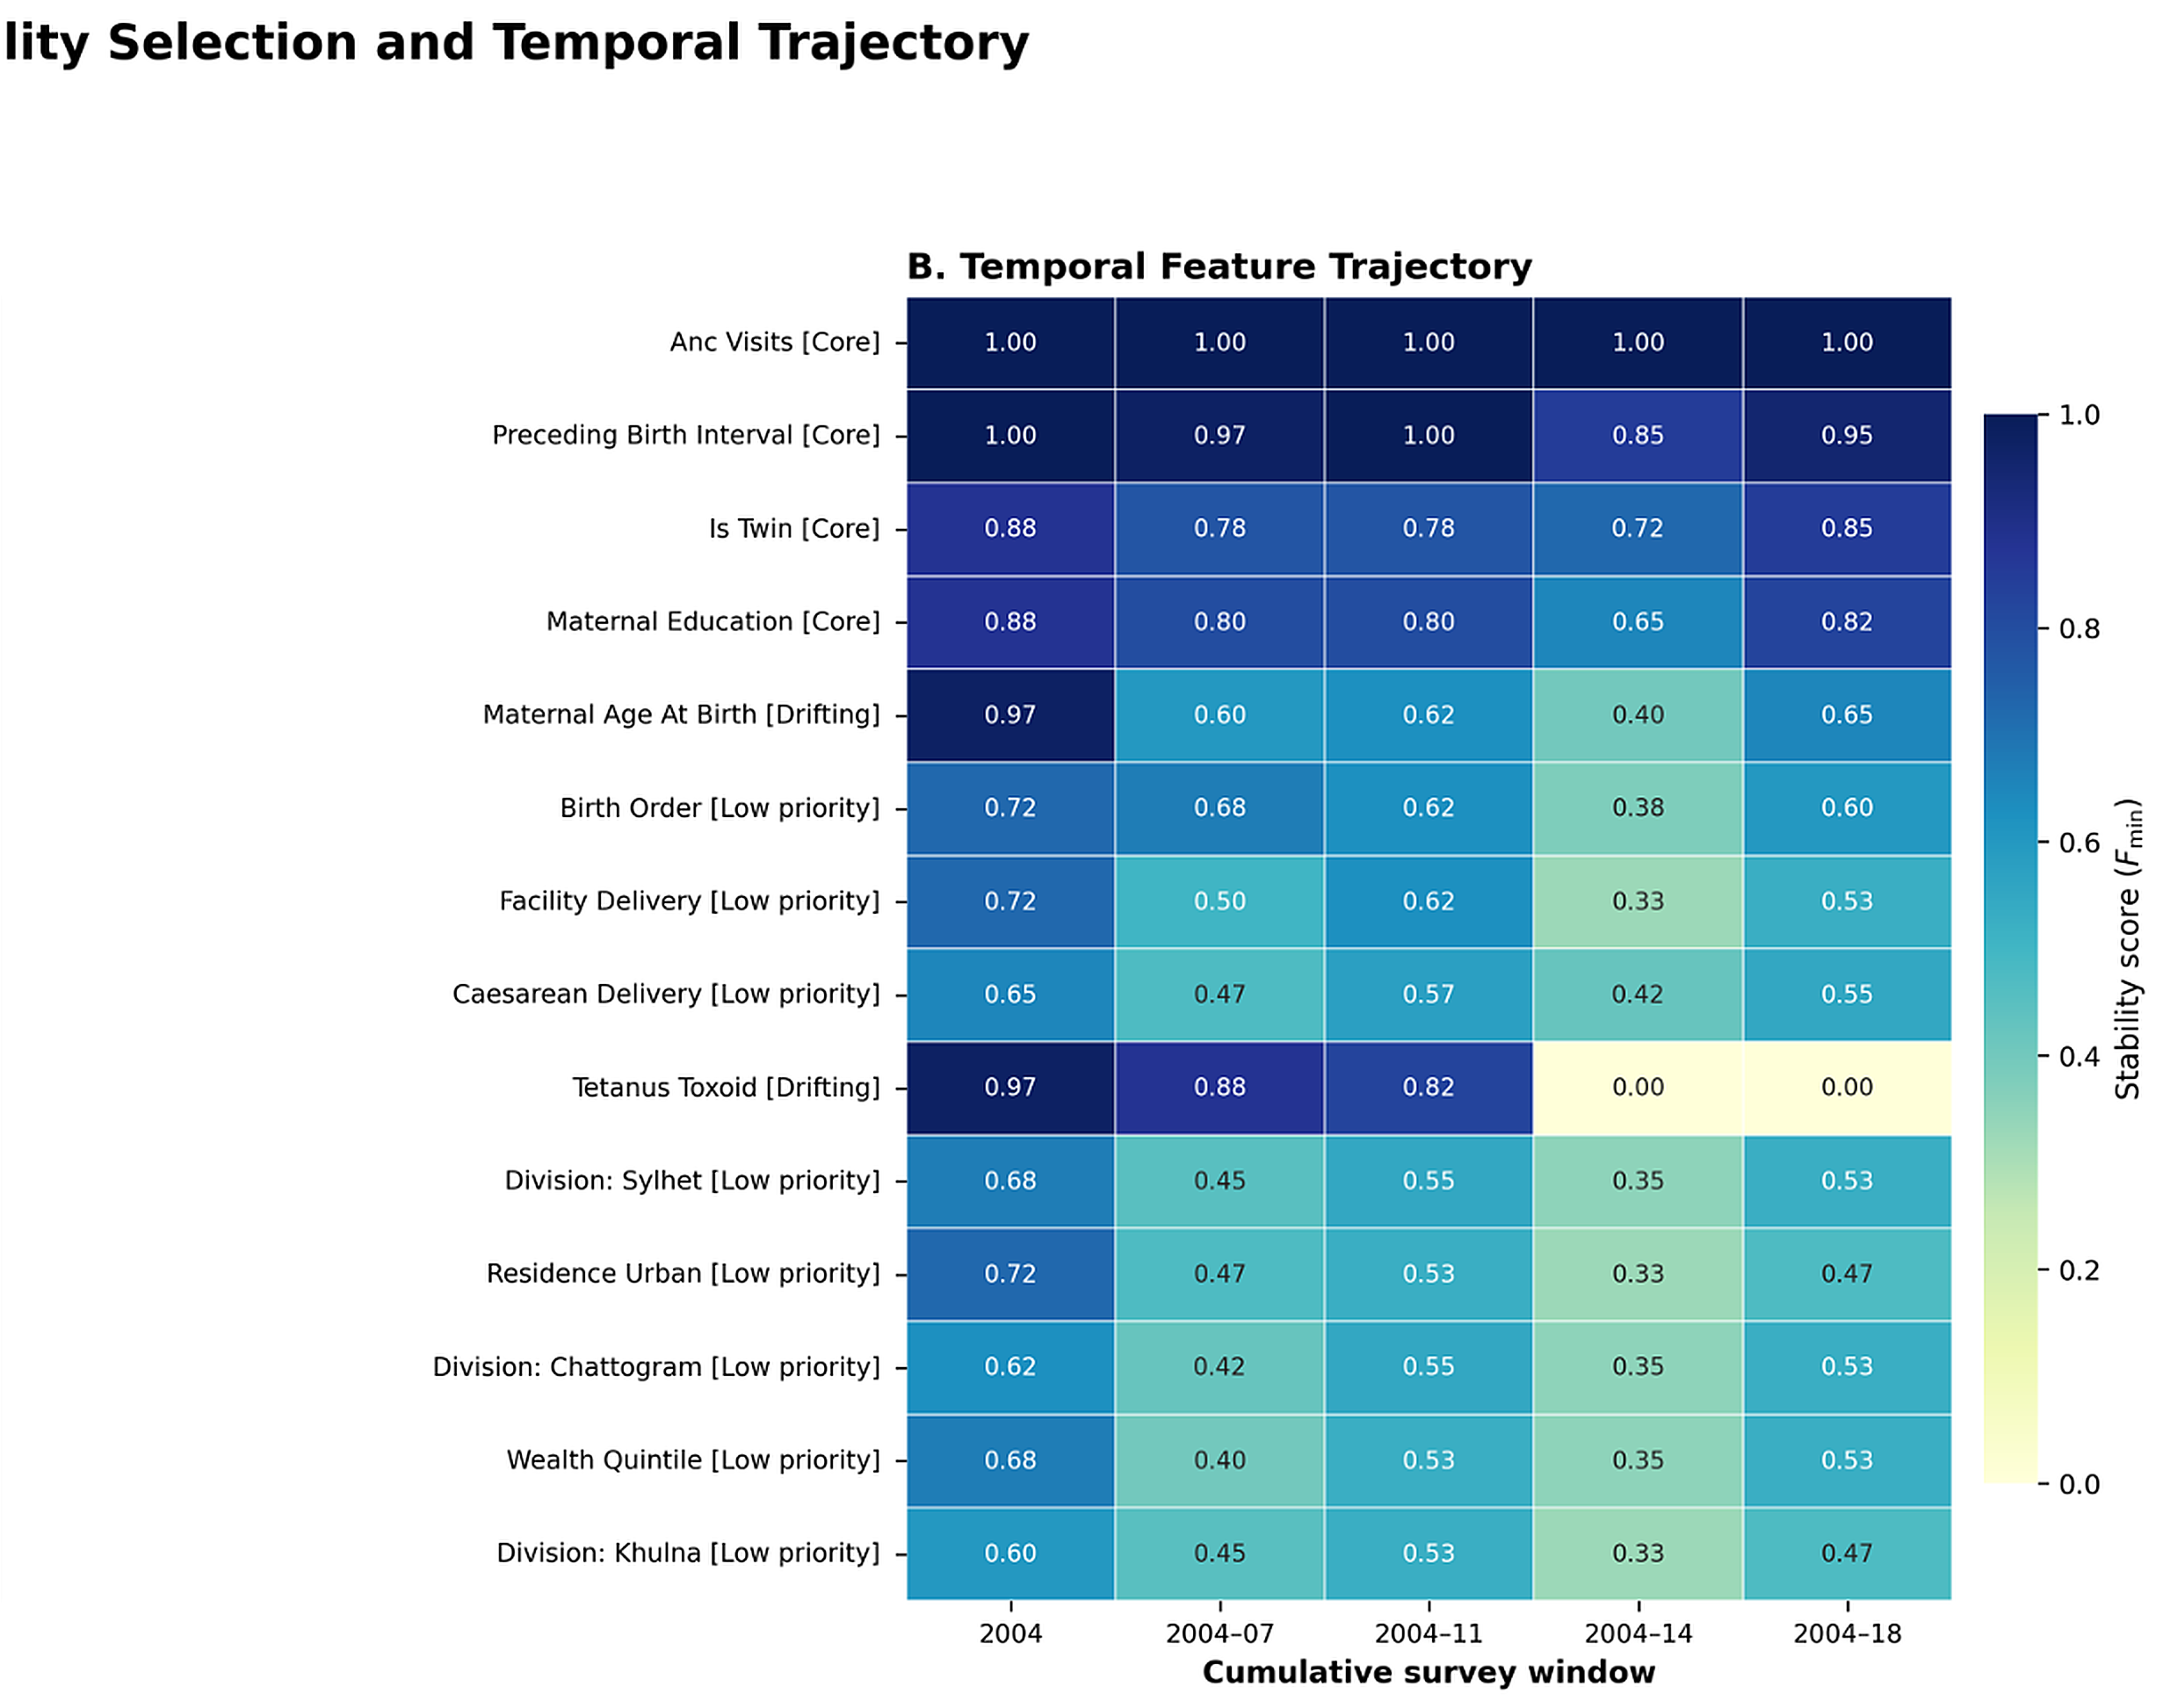 lity Selection and Temporal Trajectory
B. Temporal Feature Trajectory
Anc Visits [Core] 1.00 1.00 1.00 1.00 1.00
Preceding Birth Interval [Core] 1.00 0.97 1.00 0.85 0.95
Is Twin [Core] 0.88 0.78 0.78 0.72 0.85
Maternal Education [Core] 0.88 0.80 0.80 0.65 0.82
Maternal Age At Birth [Drifting] 0.97 0.60 0.62 0.40 0.65
Birth Order [Low priority] 0.72 0.68 0.62 0.38 0.60
Facility Delivery [Low priority] 0.72 0.50 0.62 0.33 0.53
Caesarean Delivery [Low priority] 0.65 0.47 0.57 0.42 0.55
Tetanus Toxoid [Drifting] 0.97 0.88 0.82 0.00 0.00
Division: Sylhet [Low priority] 0.68 0.45 0.55 0.35 0.53
Residence Urban [Low priority] 0.72 0.47 0.53 0.33 0.47
Division: Chattogram [Low priority] 0.62 0.42 0.55 0.35 0.53
Wealth Quintile [Low priority] 0.68 0.40 0.53 0.35 0.53
Division: Khulna [Low priority] 0.60 0.45 0.53 0.33 0.47
2004 2004–07 2004–11 2004–14 2004–18
Cumulative survey window
1.0
0.8
0.6
0.4
0.2
0.0
Stability score (Fmin)